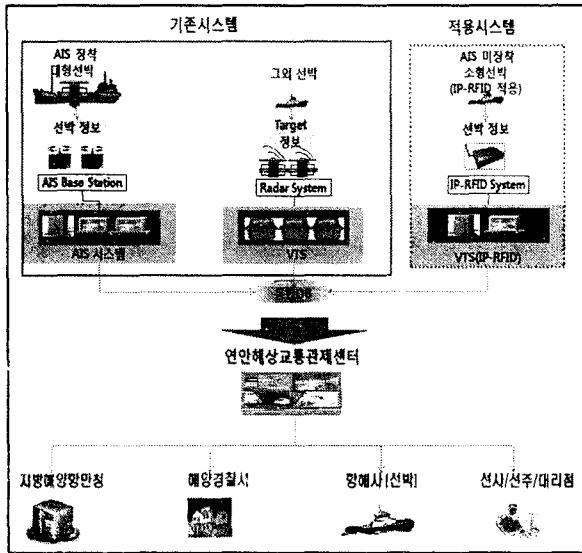 기존시스템
적용시스템
AIS 장착
대형선박
그외 선박
AIS 미장착
소형선박
(IP-RFID 적용)
선박 정보
Target
정보
선박 정보
AIS Base Station
Radar System
IP-RFID System
AIS 시스템
VTS
VTS(IP-RFID)
연안해상교통관제센터
지방해양항만청
해양경찰서
항해사(선박)
선사/선주/대리점